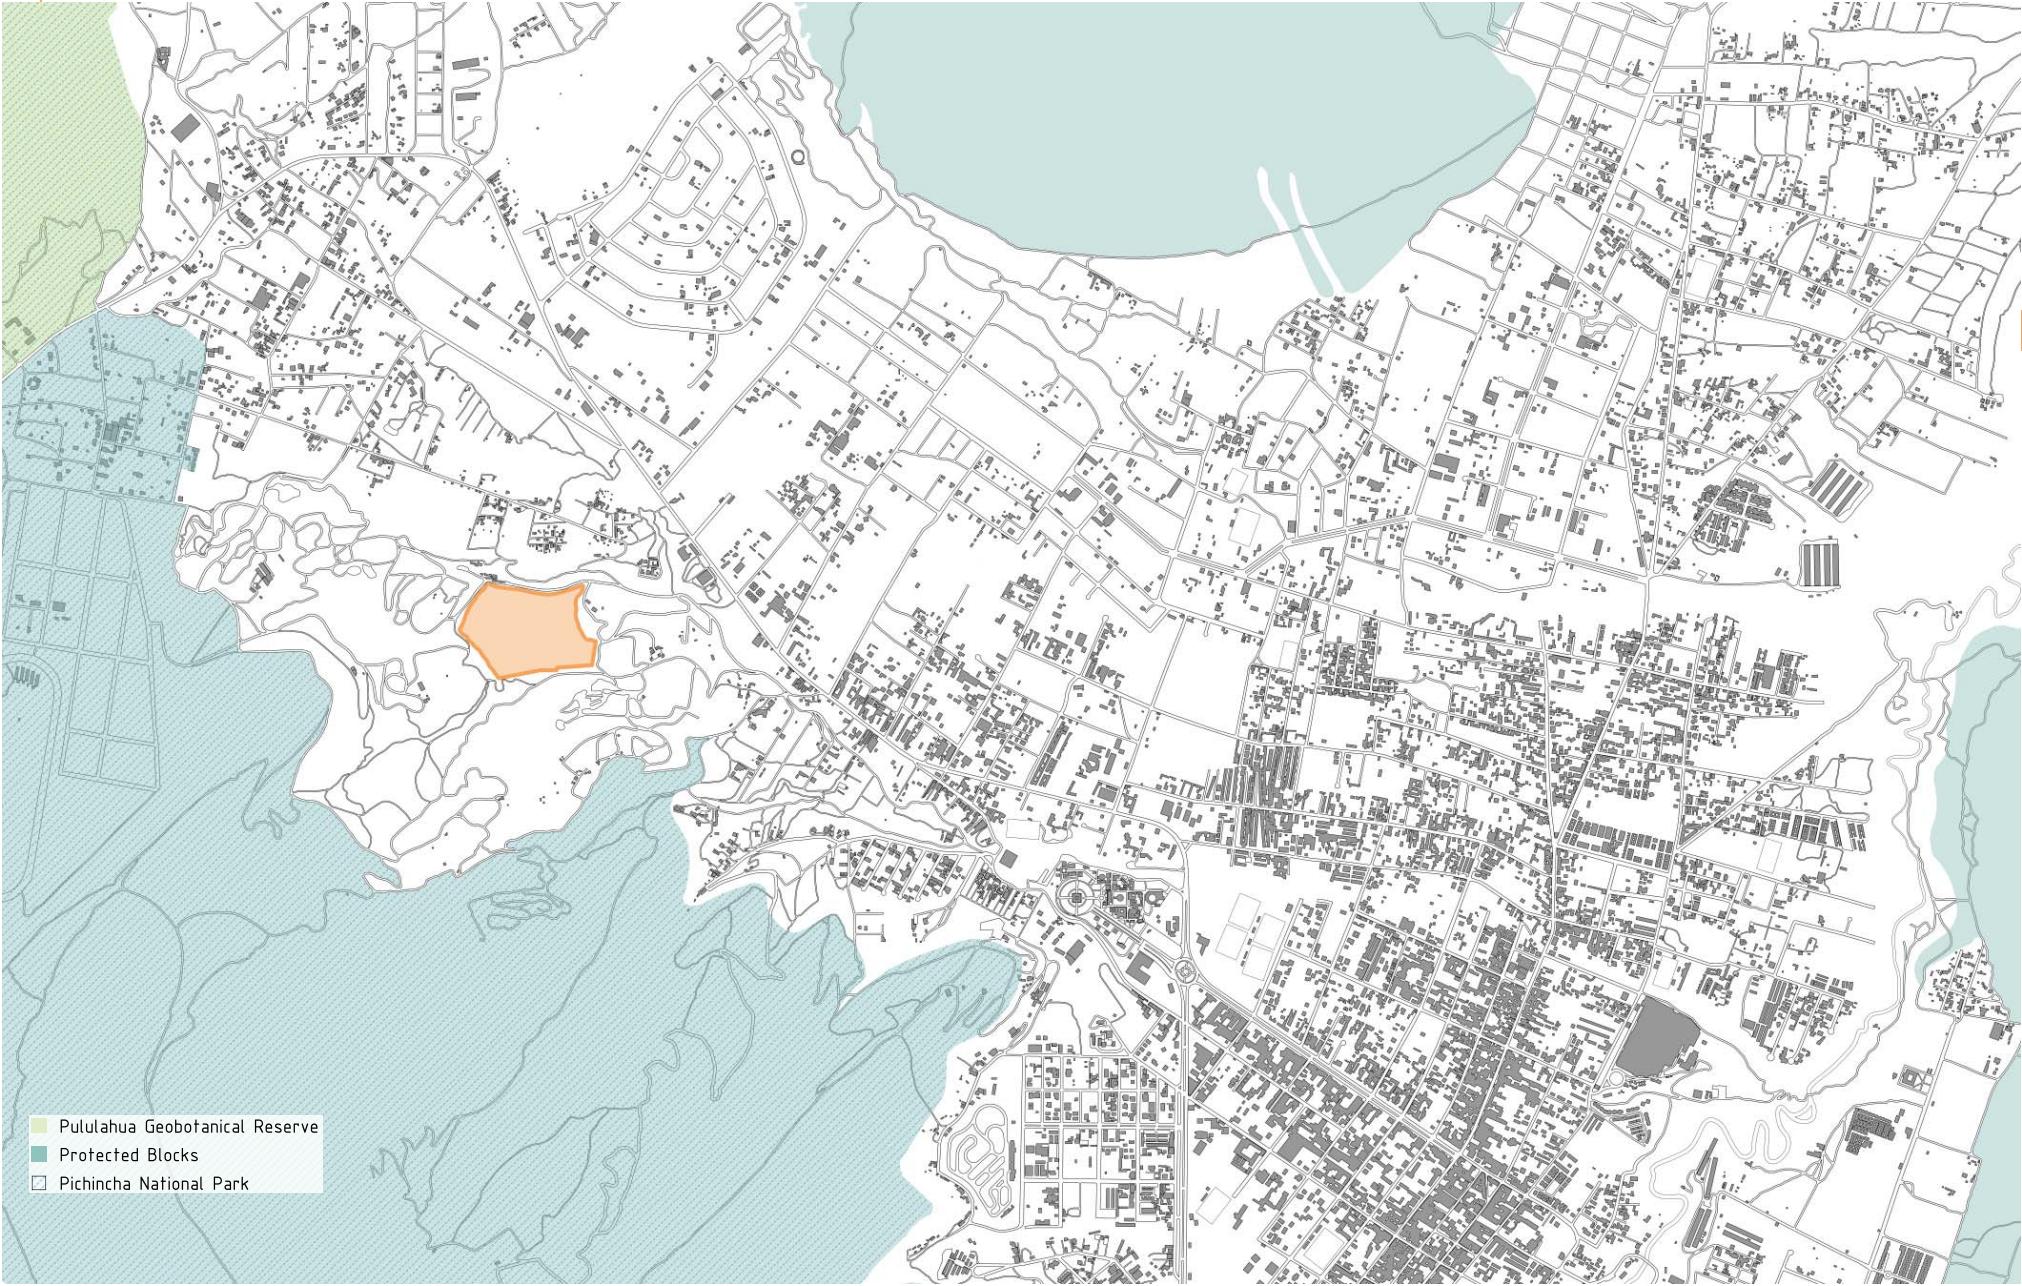 Pululahua Geobotanical Reserve
Protected Blocks
Pichincha National Park